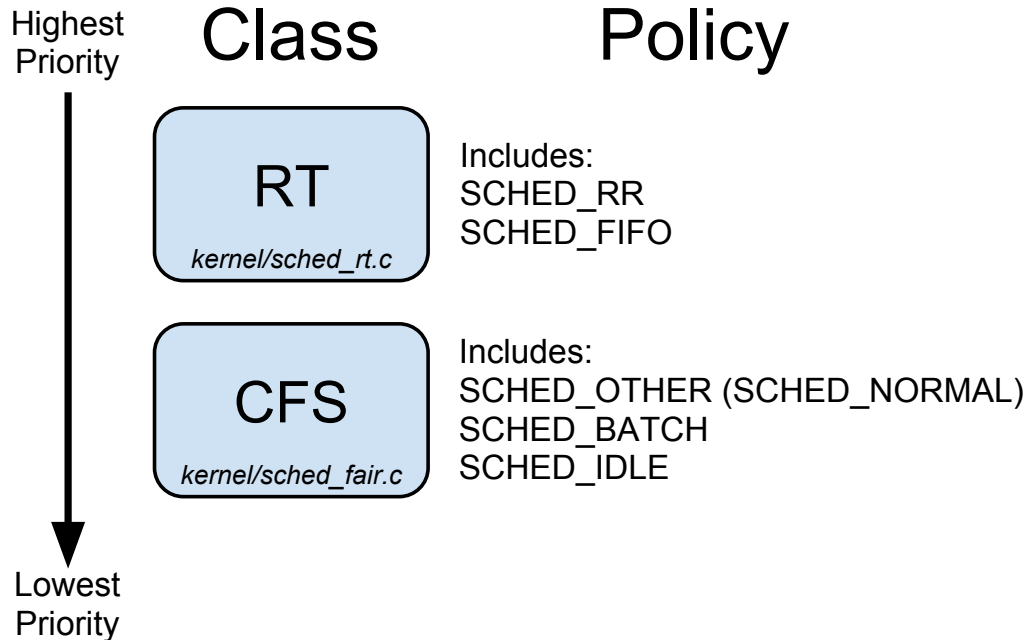 Highest
Priority
Class
Policy
RT
kernel/sched_rt.c
Includes:
SCHED_RR
SCHED_FIFO
CFS
kernel/sched_fair.c
Includes:
SCHED_OTHER (SCHED_NORMAL)
SCHED_BATCH
SCHED_IDLE
Lowest
Priority